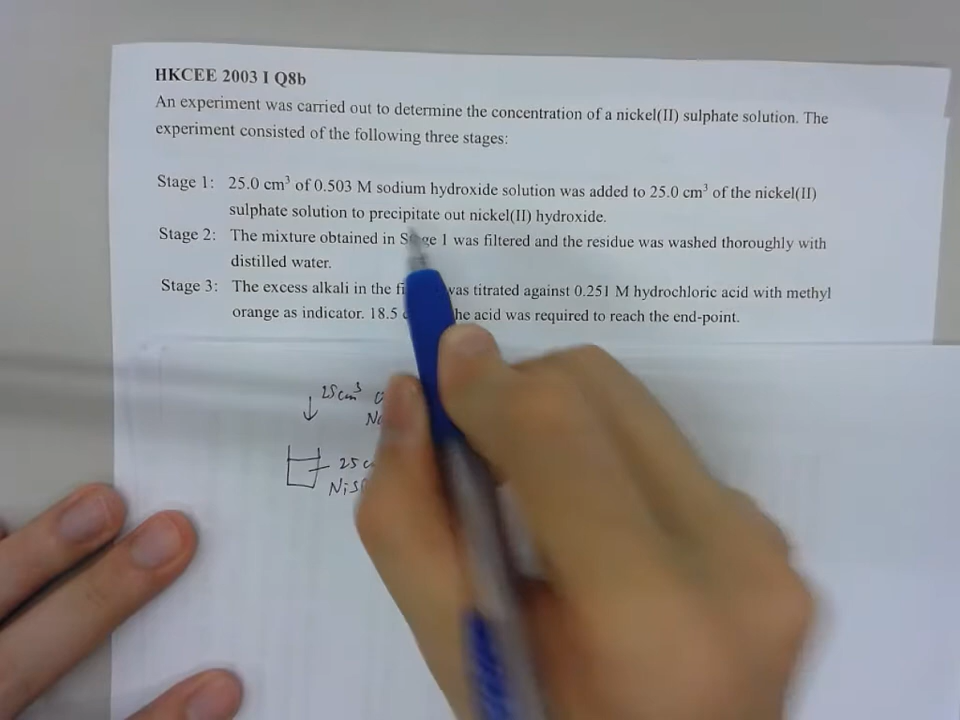 HKCEE 2003 I Q8b
An experiment was carried out to determine the concentration of a nickel(II) sulphate solution. The
experiment consisted of the following three stages:
Stage 1: 25.0 cm³ of 0.503 M sodium hydroxide solution was added to 25.0 cm³ of the nickel(II)
sulphate solution to precipitate out nickel(II) hydroxide.
Stage 2: The mixture obtained in Stage 1 was filtered and the residue was washed thoroughly with
distilled water.
Stage 3: The excess alkali in the was titrated against 0.251 M hydrochloric acid with methyl
orange as indicator. 18.5 acid was required to reach the end-point.
25cm³
25